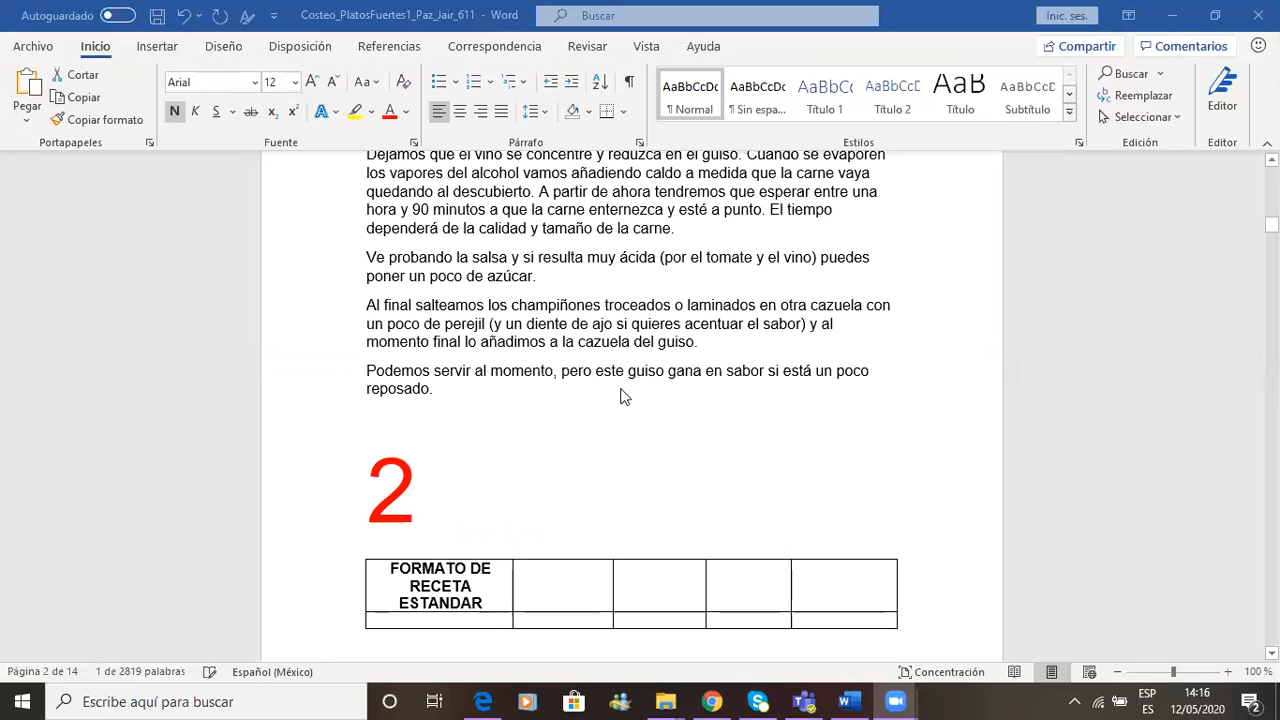 Autoguardado
Costeo_PlatosFuertes1_Paz_Jair_611 - Word
Buscar
Inic. ses.
Archivo Inicio Insertar Diseño Disposición Referencias Correspondencia Revisar Vista Ayuda
Compartir Comentarios
Pegar
Cortar
Copiar
Copiar formato
Portapapeles
Arial 12
Aa
N K S ab x₂ x² A A
Fuente
Párrafo
AaBbCcDc AaBbCcDc AaBbCc AaBbCcD AaB AaBbCcD
¶ Normal ¶ Sin espa... Título 1 Título 2 Título Subtítulo
Estilos
Buscar
Reemplazar
Seleccionar
Edición
Editor
Editor
Dejamos que el vino se concentre y reduzca en el guiso. Cuando se evaporen
los vapores del alcohol vamos añadiendo caldo a medida que la carne vaya
quedando al descubierto. A partir de ahora tendremos que esperar entre una
hora y 90 minutos a que la carne enternezca y esté a punto. El tiempo
dependerá de la calidad y tamaño de la carne.
Ve probando la salsa y si resulta muy ácida (por el tomate y el vino) puedes
poner un poco de azúcar.
Al final salteamos los champiñones troceados o laminados en otra cazuela con
un poco de perejil (y un diente de ajo si quieres acentuar el sabor) y al
momento final lo añadimos a la cazuela del guiso.
Podemos servir al momento, pero este guiso gana en sabor si está un poco
reposado.
2
FORMATO DE
RECETA
ESTANDAR
Página 2 de 14 1 de 2819 palabras Español (México) Concentración 100 %
Escribe aquí para buscar
ESP
ES
14:16
12/05/2020
2